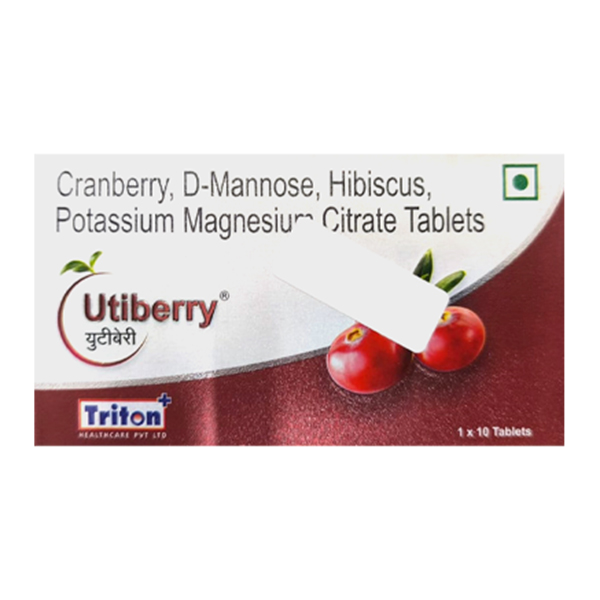 Cranberry, D-Mannose, Hibiscus,
Potassium Magnesium Citrate Tablets
Utiberry®
युटीबेरी
Triton+
HEALTHCARE PVT LTD
1 x 10 Tablets